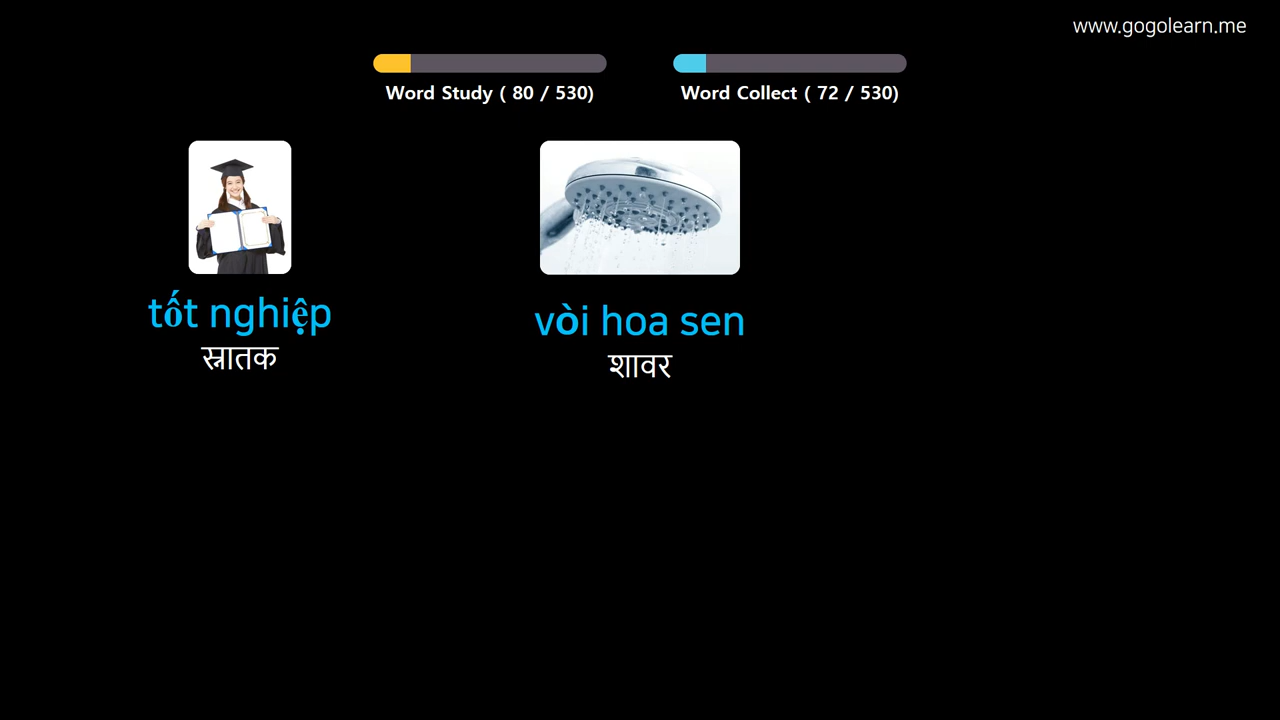 www.gogolearn.me
Word Study ( 80 / 530)
Word Collect ( 72 / 530)
tốt nghiệp
स्नातक
vòi hoa sen
शावर